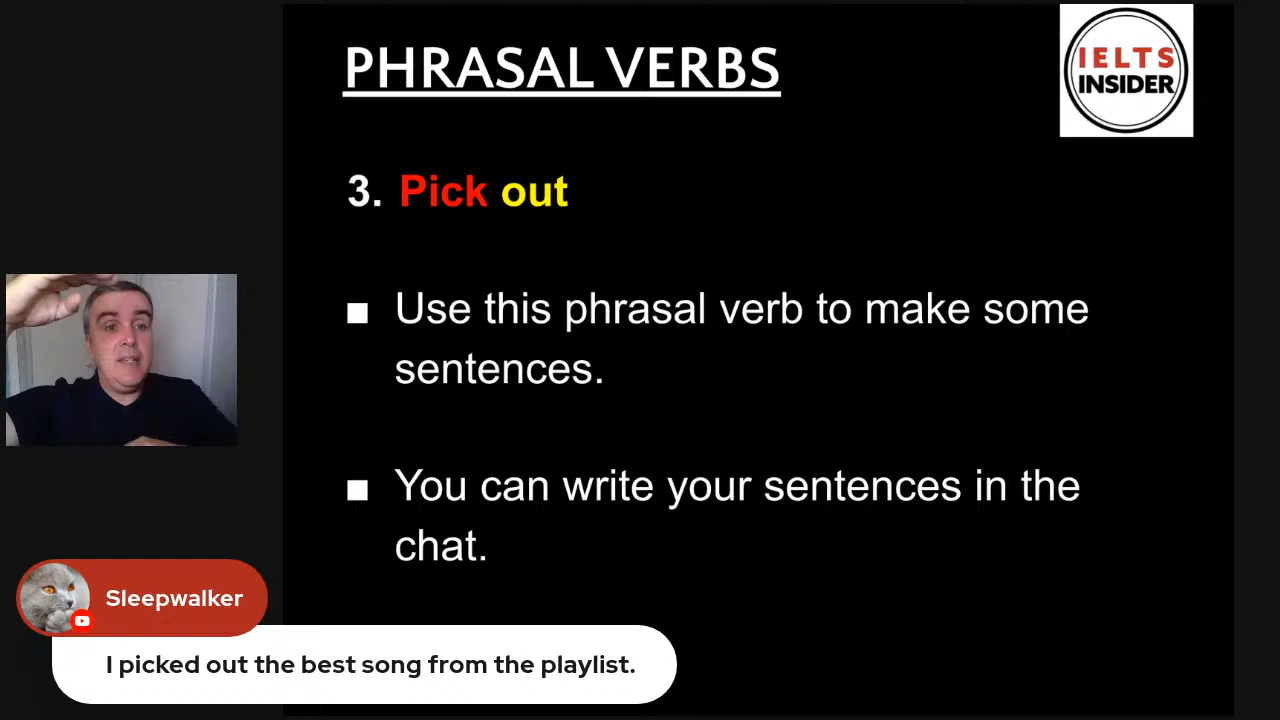 PHRASAL VERBS
IELTS
INSIDER
3. Pick out
■ Use this phrasal verb to make some
sentences.
■ You can write your sentences in the
chat.
Sleepwalker
I picked out the best song from the playlist.